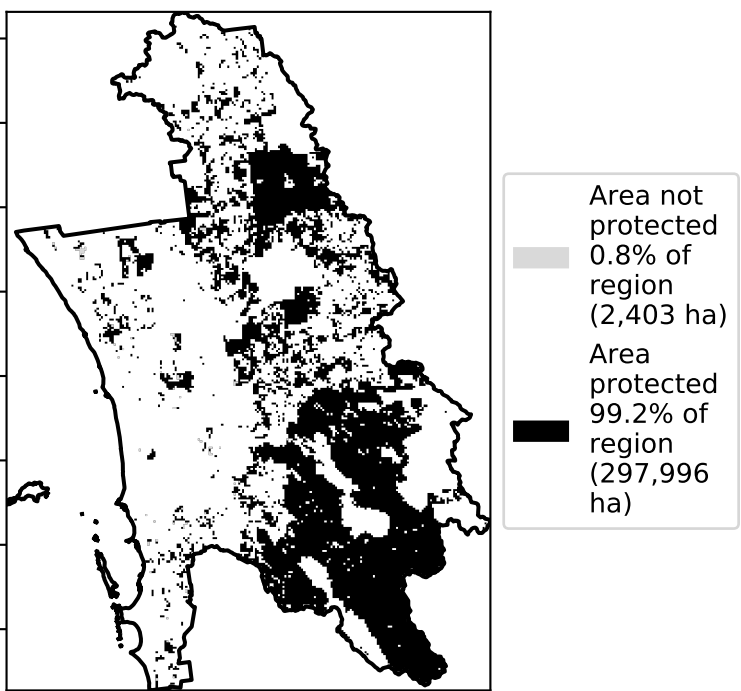 Area not
protected
0.8% of
region
(2,403 ha)
Area
protected
99.2% of
region
(297,996
ha)